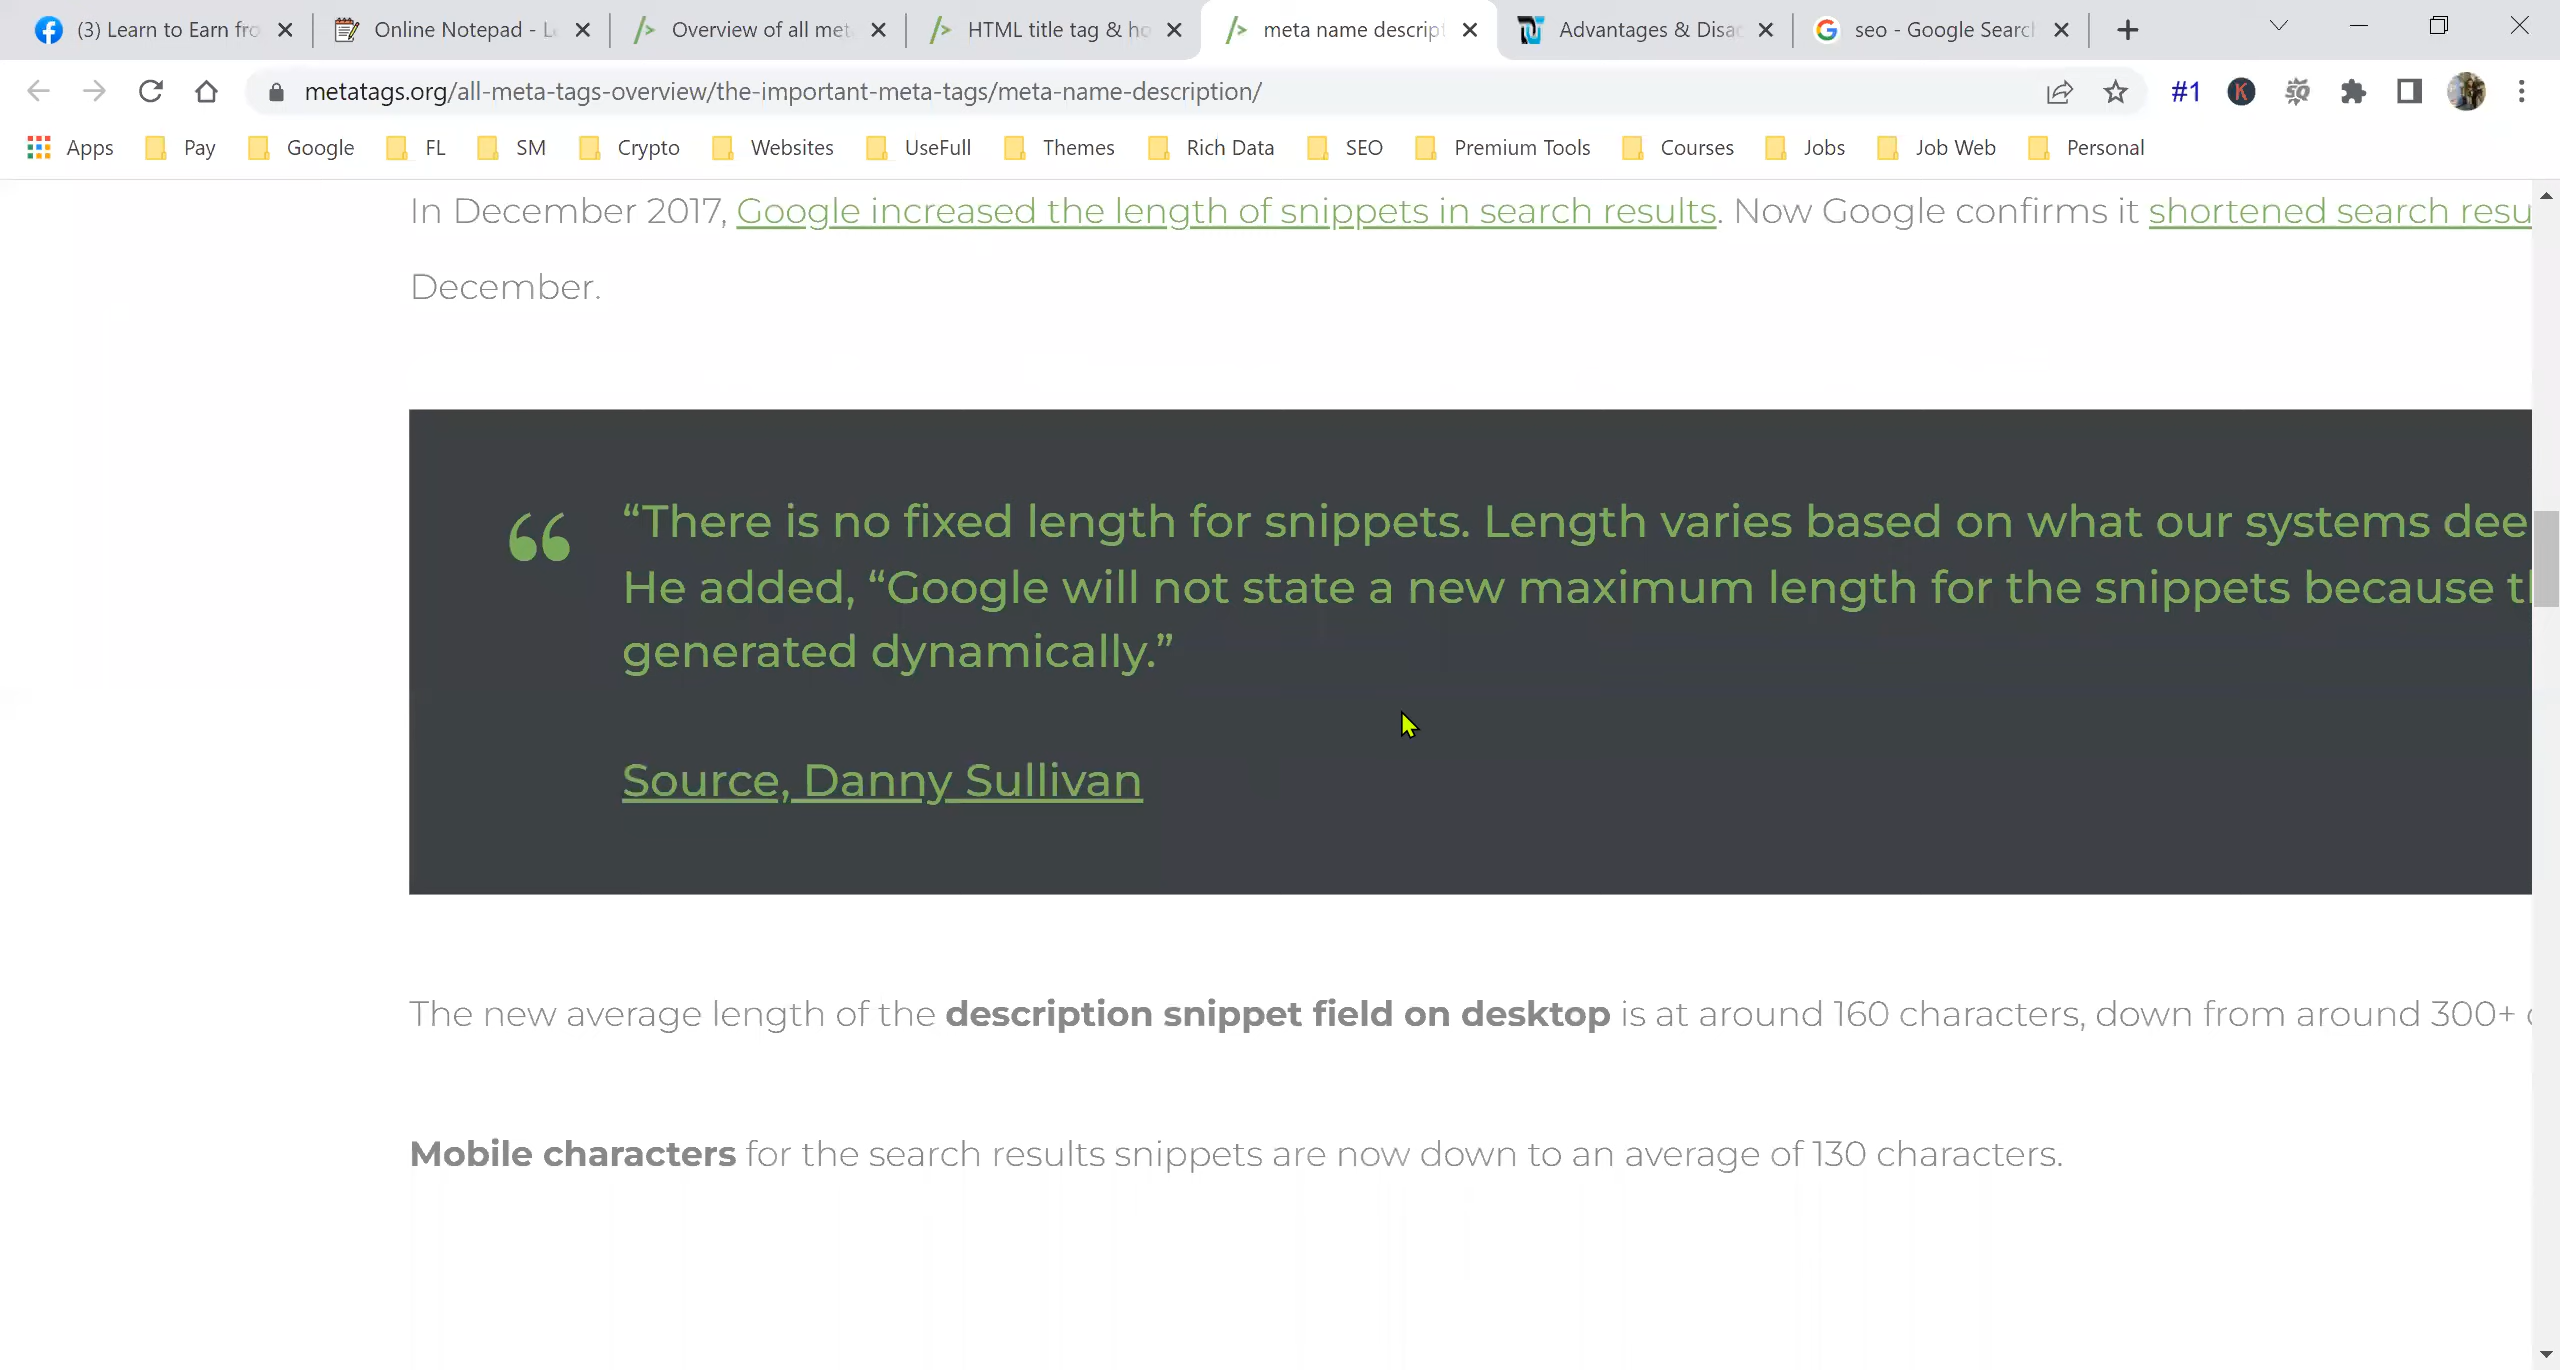 (3) Learn to Earn fro
Online Notepad - L
Overview of all met
HTML title tag & ho
meta name descript
Advantages & Disa
seo - Google Search
metatags.org/all-meta-tags-overview/the-important-meta-tags/meta-name-description/
#1
K
SQ
Apps
Pay
Google
FL
SM
Crypto
Websites
UseFull
Themes
Rich Data
SEO
Premium Tools
Courses
Jobs
Job Web
Personal
In December 2017, Google increased the length of snippets in search results. Now Google confirms it shortened search resu
December.
“There is no fixed length for snippets. Length varies based on what our systems dee
He added, “Google will not state a new maximum length for the snippets because t
generated dynamically.”
Source, Danny Sullivan
The new average length of the description snippet field on desktop is at around 160 characters, down from around 300+
Mobile characters for the search results snippets are now down to an average of 130 characters.